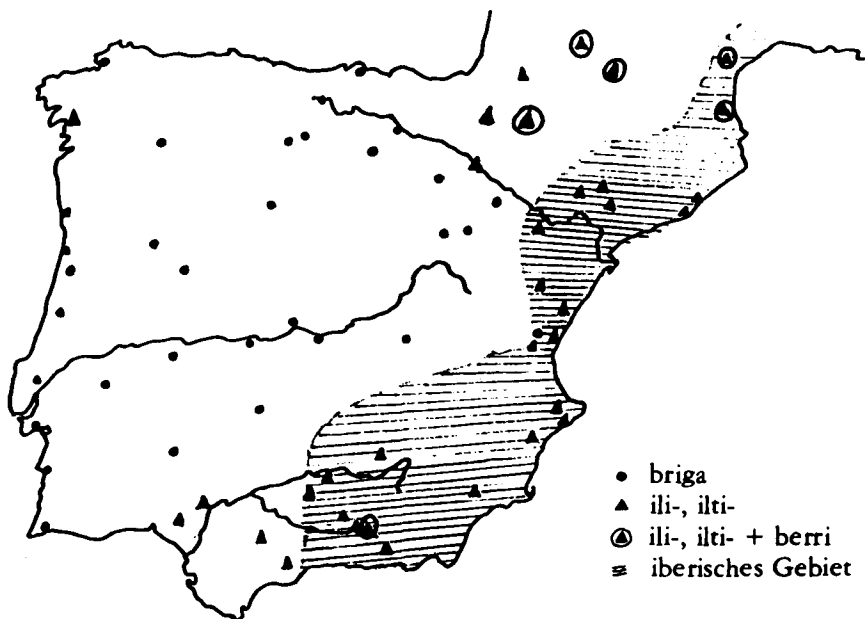 briga
ili-, ilti-
ili-, ilti- + berri
iberisches Gebiet